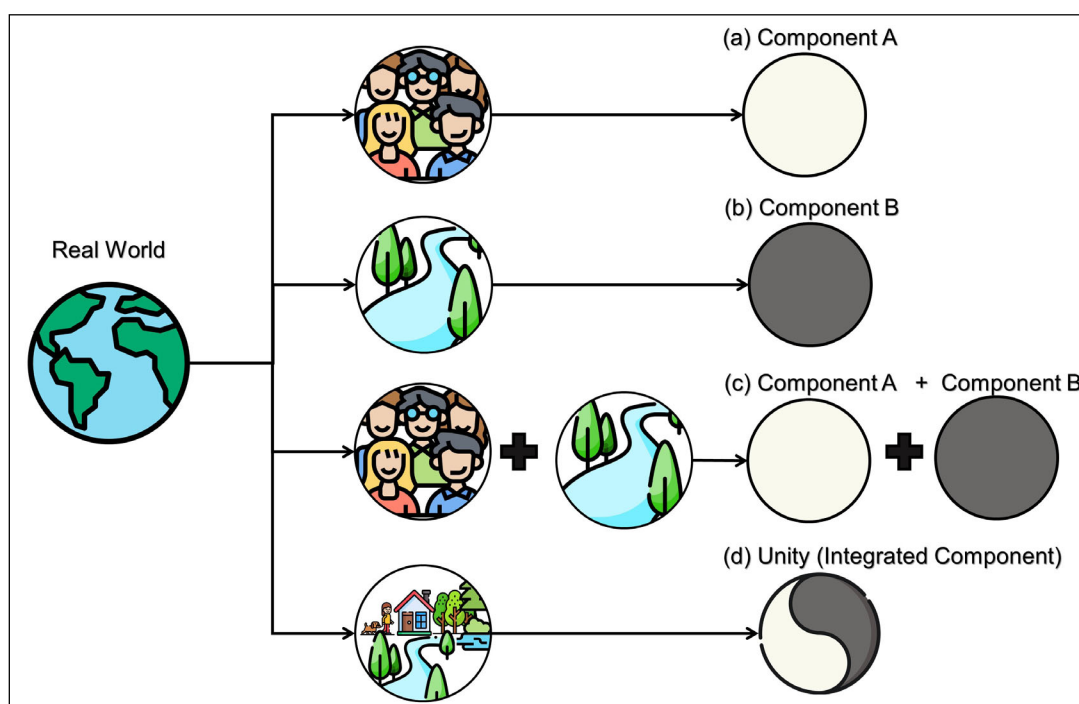 (a) Component A
(b) Component B
Real World
(c) Component A + Component B
(d) Unity (Integrated Component)